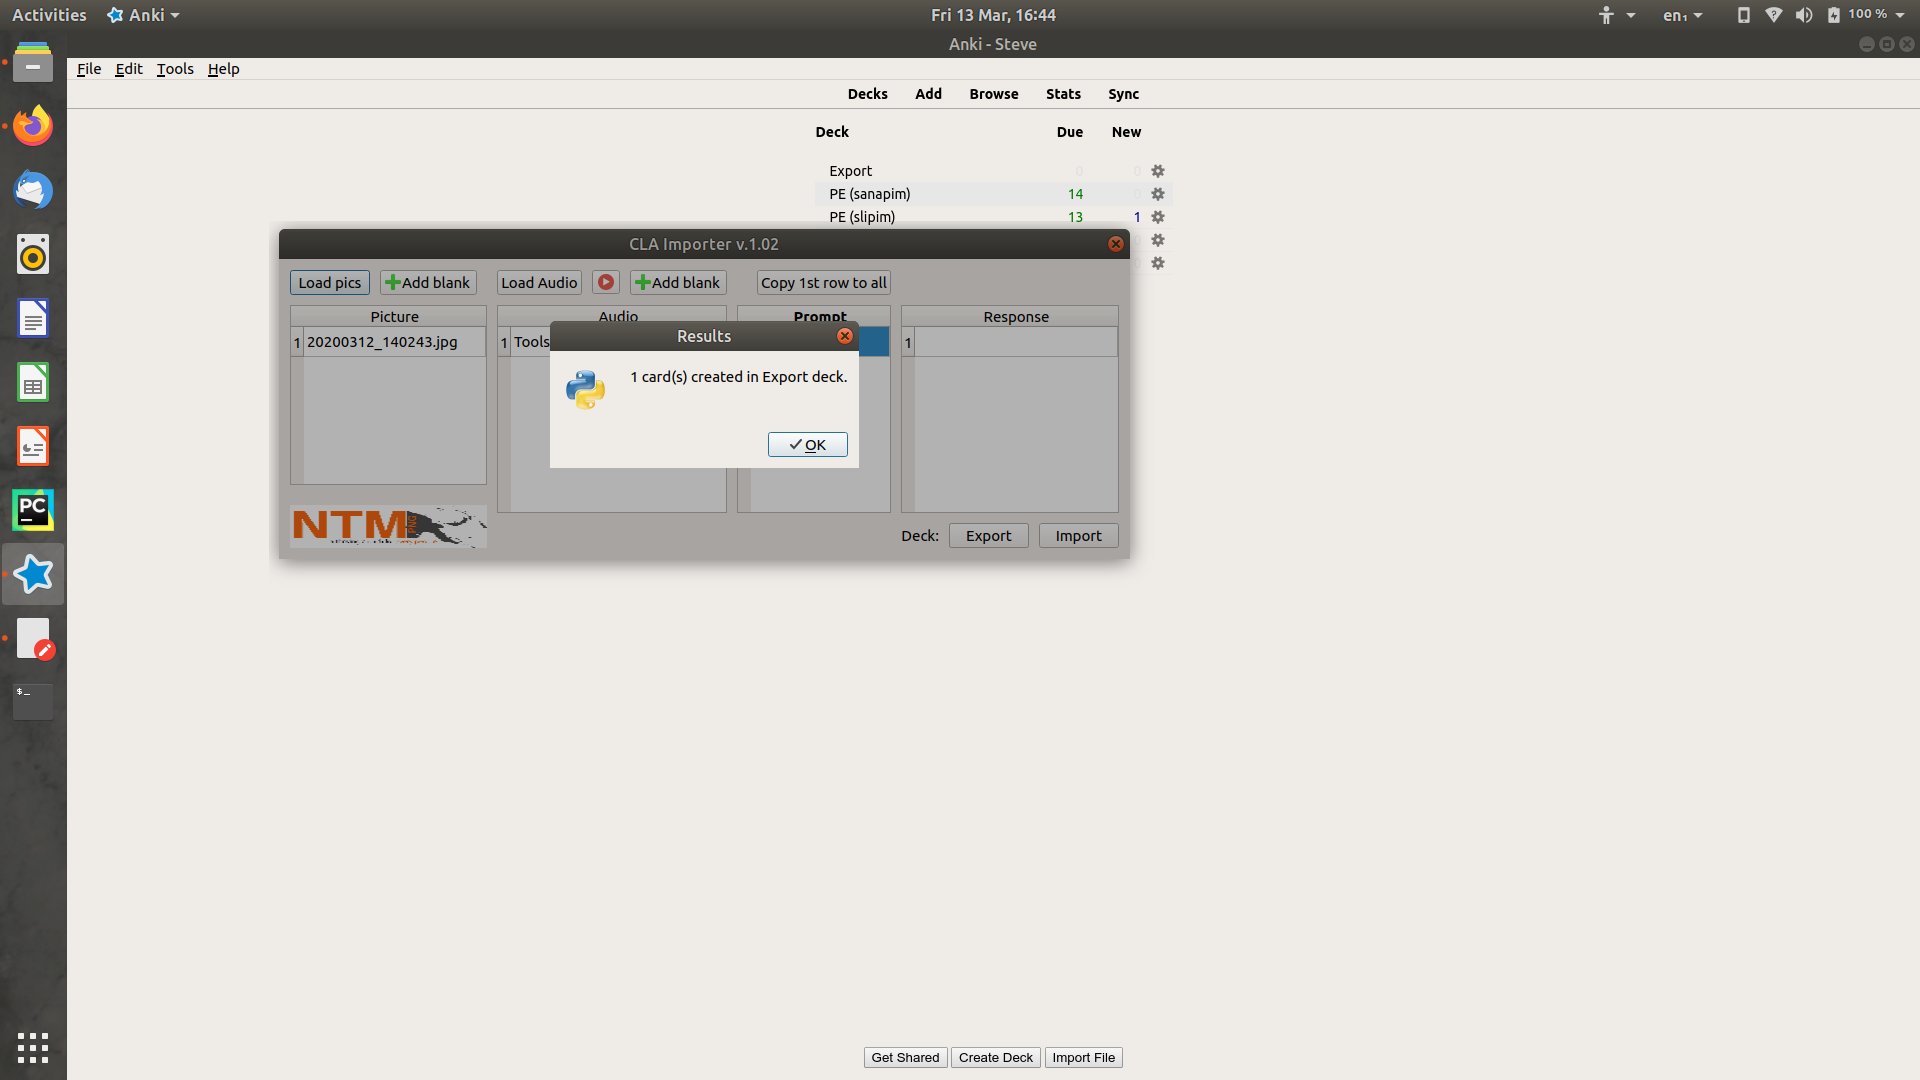 Activities Anki Fri 13 Mar, 16:44 en₁ 100 %
Anki - Steve
File Edit Tools Help
Decks Add Browse Stats Sync
Deck Due New
Export 0 0
PE (sanapim) 14 0
PE (slipim) 13 1
0
0
CLA Importer v.1.02
Load pics Add blank Load Audio Add blank Copy 1st row to all
Picture Audio Prompt Response
1 20200312_140243.jpg 1 Tools 1
Results
1 card(s) created in Export deck.
OK
NTM PNG
Deck: Export Import
PC
$_
Get Shared Create Deck Import File